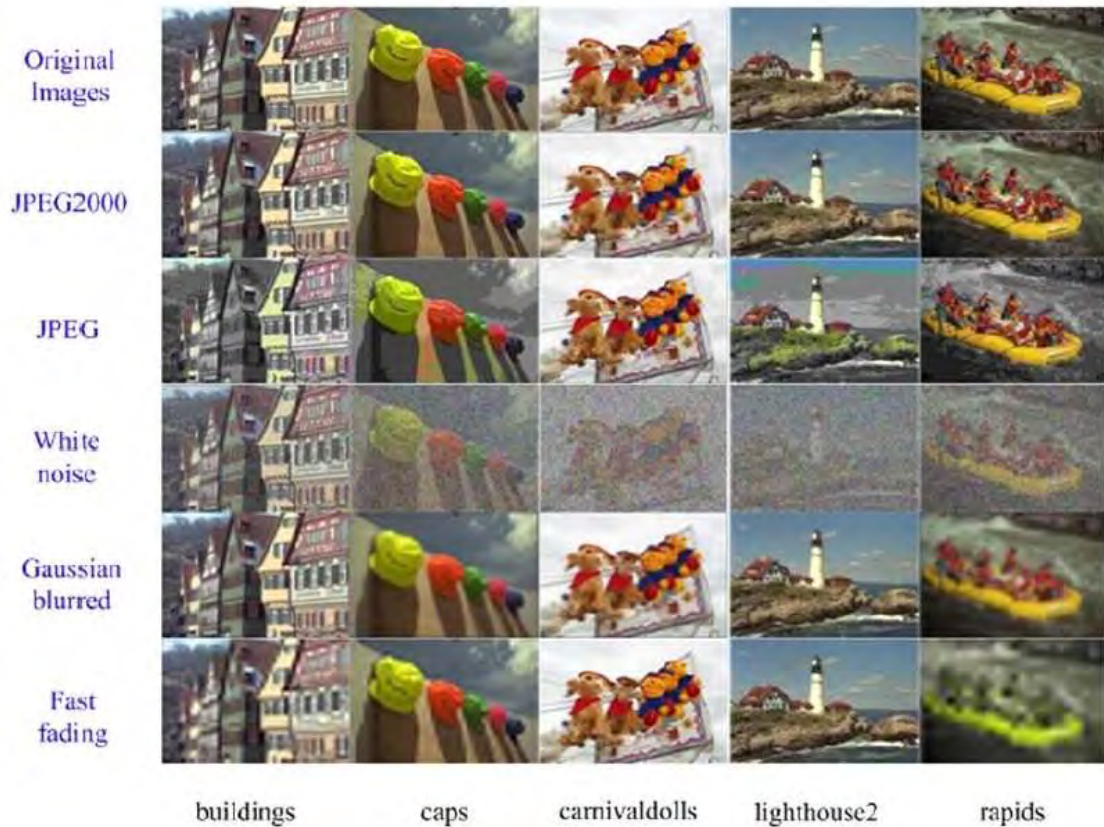 Original
Images
JPEG2000
JPEG
White
noise
Gaussian
blurred
Fast
fading
buildings caps carnivaldolls lighthouse2 rapids